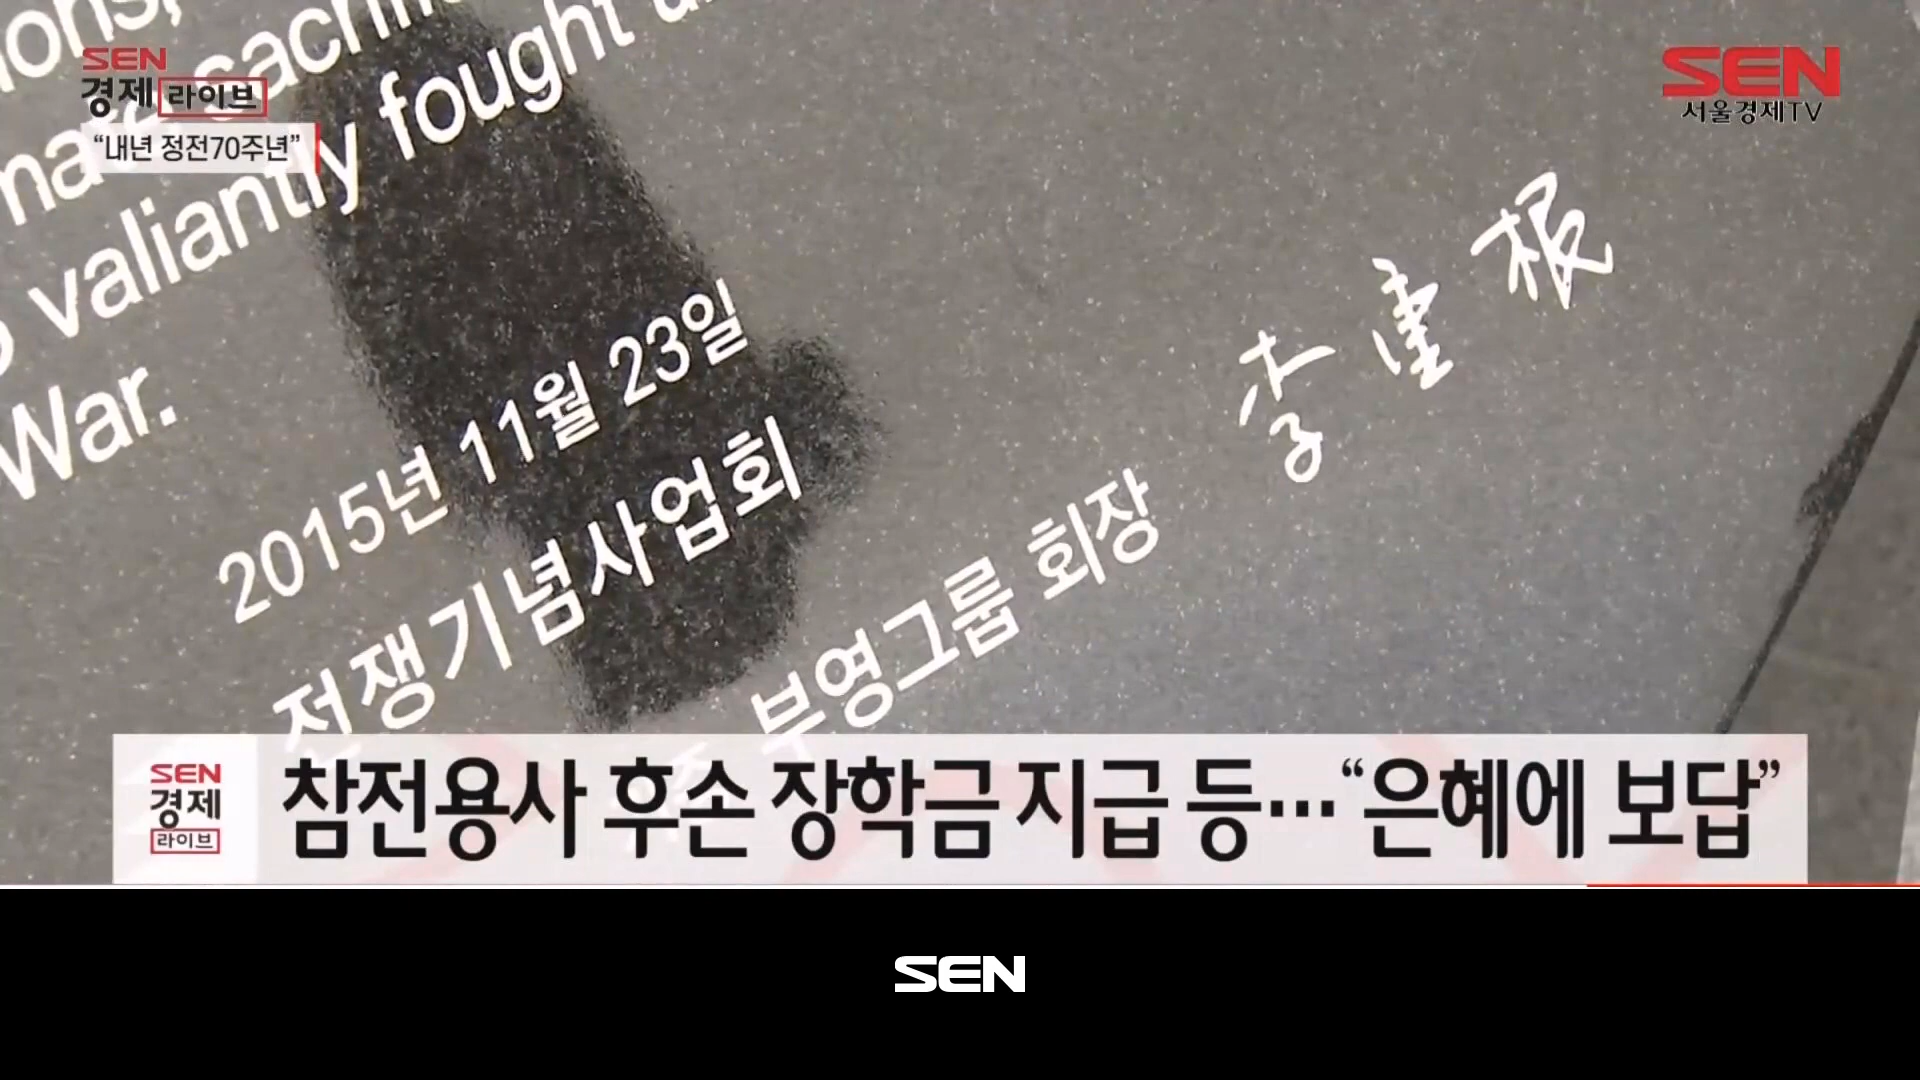 SEN
경제 라이브
“내년 정전70주년”
SEN
서울경제TV
fought
valiantly
War.
2015년 11월 23일
전쟁기념사업회
부영그룹 회장 李重根
SEN
경제
라이브
참전용사 후손 장학금 지급 등…“은혜에 보답”
SEN